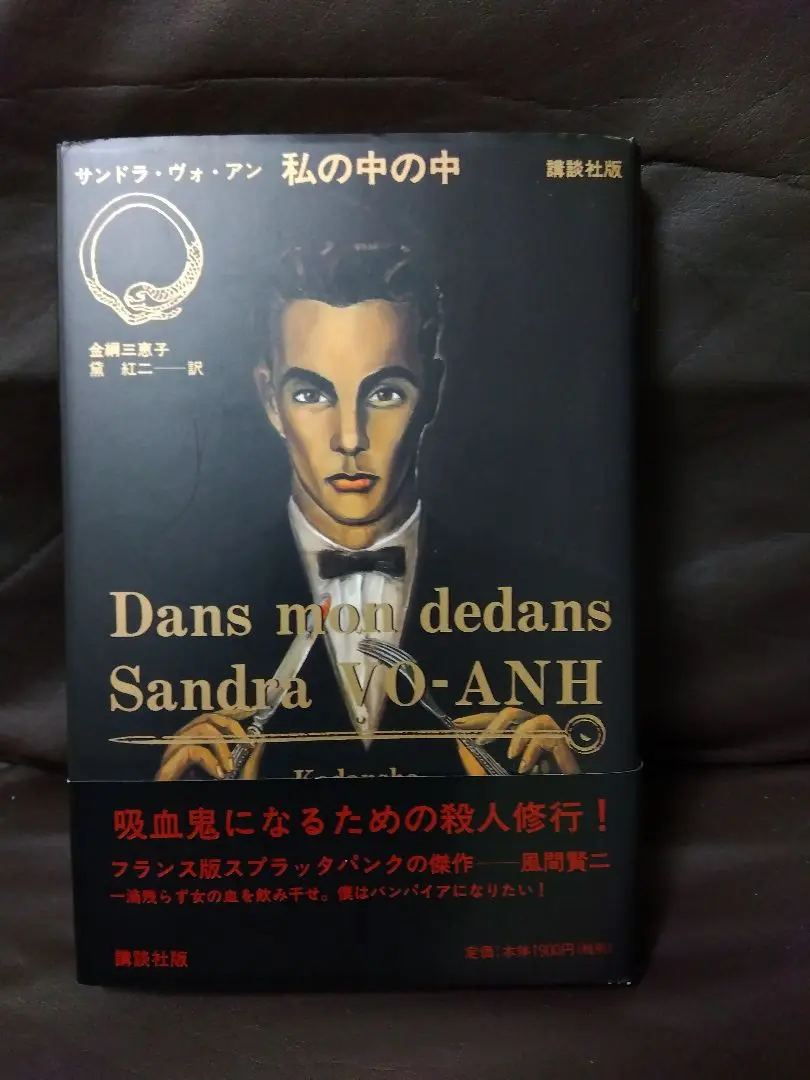 サンドラ・ヴォ・アン 私の中の中 講談社版
金綱三恵子
黛 紅二——訳
Dans mon dedans
Sandra VO-ANH
Kodansha
吸血鬼になるための殺人修行!
フランス版スプラッタパンクの傑作——風間賢二
一滴残らず女の血を飲み干せ。僕はバンパイアになりたい!
講談社版 定価:本体1900円(税別)